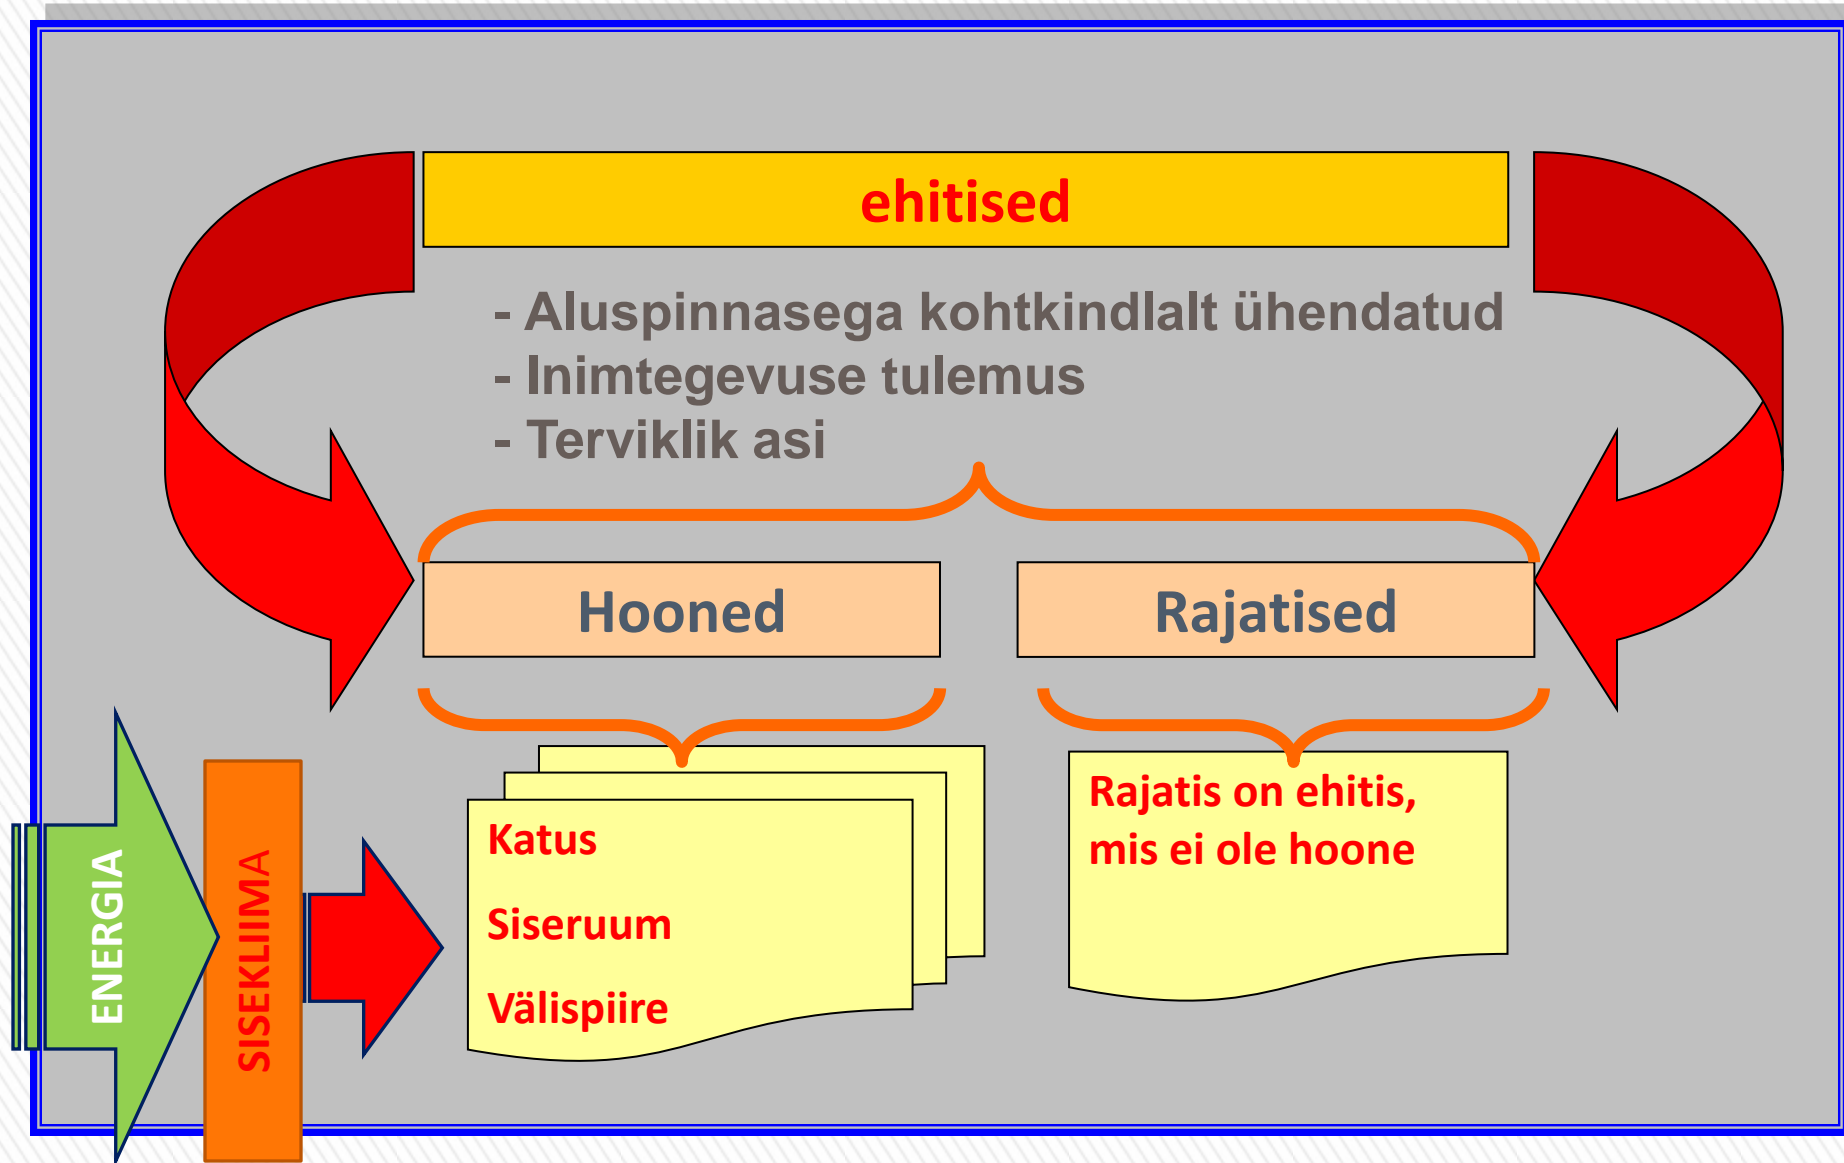 ehitised
- Aluspinnasega kohtkindlalt ühendatud
- Inimtegevuse tulemus
- Terviklik asi
Hooned
Rajatised
ENERGIA
SISEKLIIMA
Katus
Siseruum
Välispiire
Rajatis on ehitis,
mis ei ole hoone